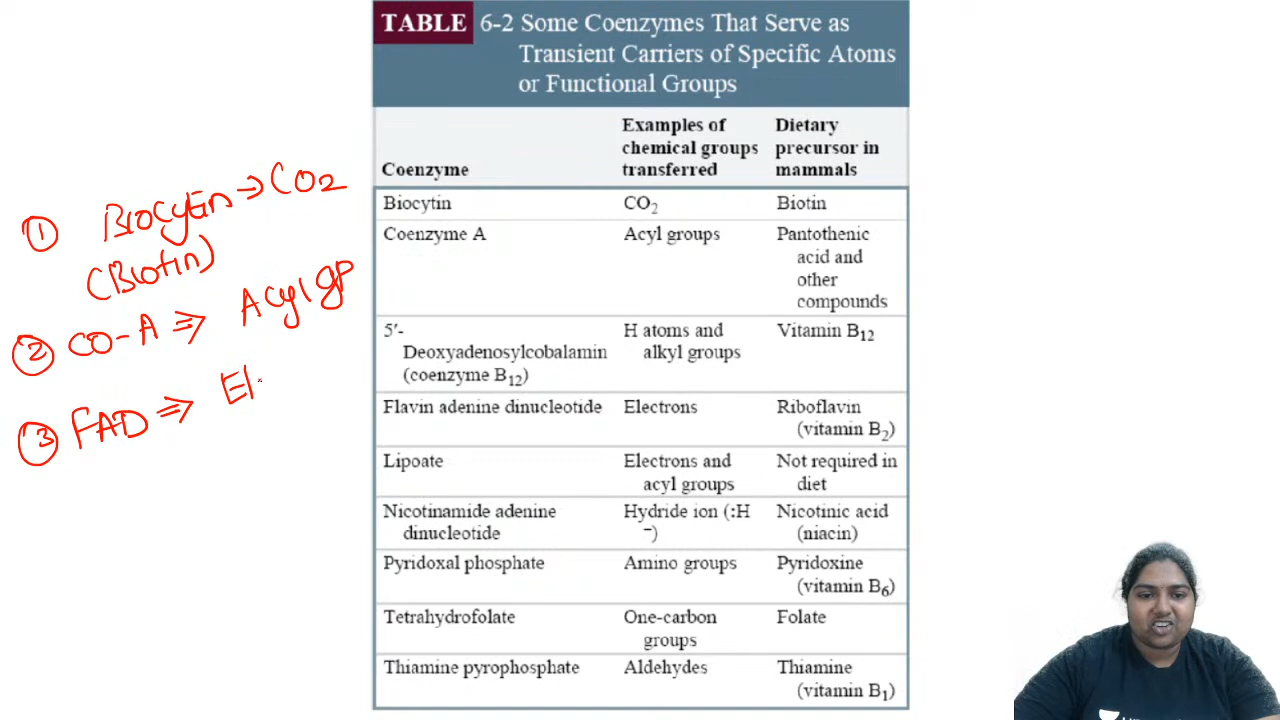 TABLE 6-2 Some Coenzymes That Serve as
Transient Carriers of Specific Atoms
or Functional Groups
Coenzyme
Examples of
chemical groups
transferred
Dietary
precursor in
mammals
Biocytin CO₂ Biotin
Coenzyme A Acyl groups Pantothenic
acid and
other
compounds
5′- H atoms and Vitamin B₁₂
Deoxyadenosylcobalamin alkyl groups
(coenzyme B₁₂)
Flavin adenine dinucleotide Electrons Riboflavin
(vitamin B₂)
Lipoate Electrons and Not required in
acyl groups diet
Nicotinamide adenine Hydride ion (:H Nicotinic acid
dinucleotide ⁻) (niacin)
Pyridoxal phosphate Amino groups Pyridoxine
(vitamin B₆)
Tetrahydrofolate One-carbon Folate
groups
Thiamine pyrophosphate Aldehydes Thiamine
(vitamin B₁)
① Biocytin ⇒ CO₂
(Biotin)
② CO-A ⇒ Acyl gp
③ FAD ⇒ El